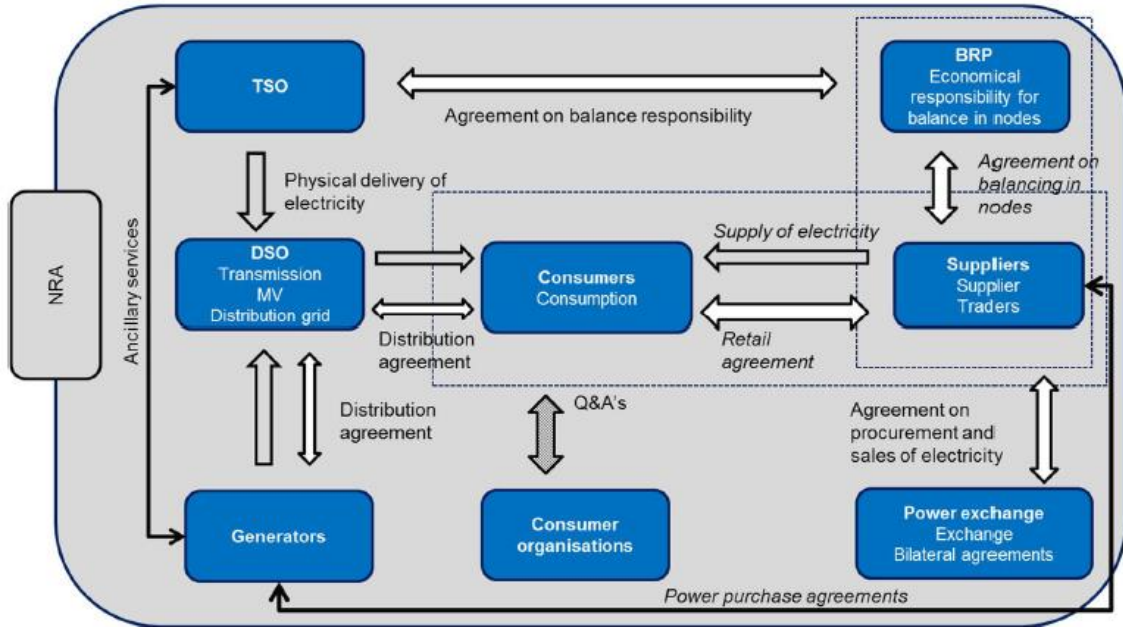 TSO
BRP
Economical
responsibility for
balance in nodes
Agreement on balance responsibility
Physical delivery of
electricity
Agreement on
balancing in
nodes
NRA
Ancillary services
DSO
Transmission
MV
Distribution grid
Supply of electricity
Consumers
Consumption
Suppliers
Supplier
Traders
Distribution
agreement
Retail
agreement
Distribution
agreement
Q&A's
Agreement on
procurement and
sales of electricity
Generators
Consumer
organisations
Power exchange
Exchange
Bilateral agreements
Power purchase agreements